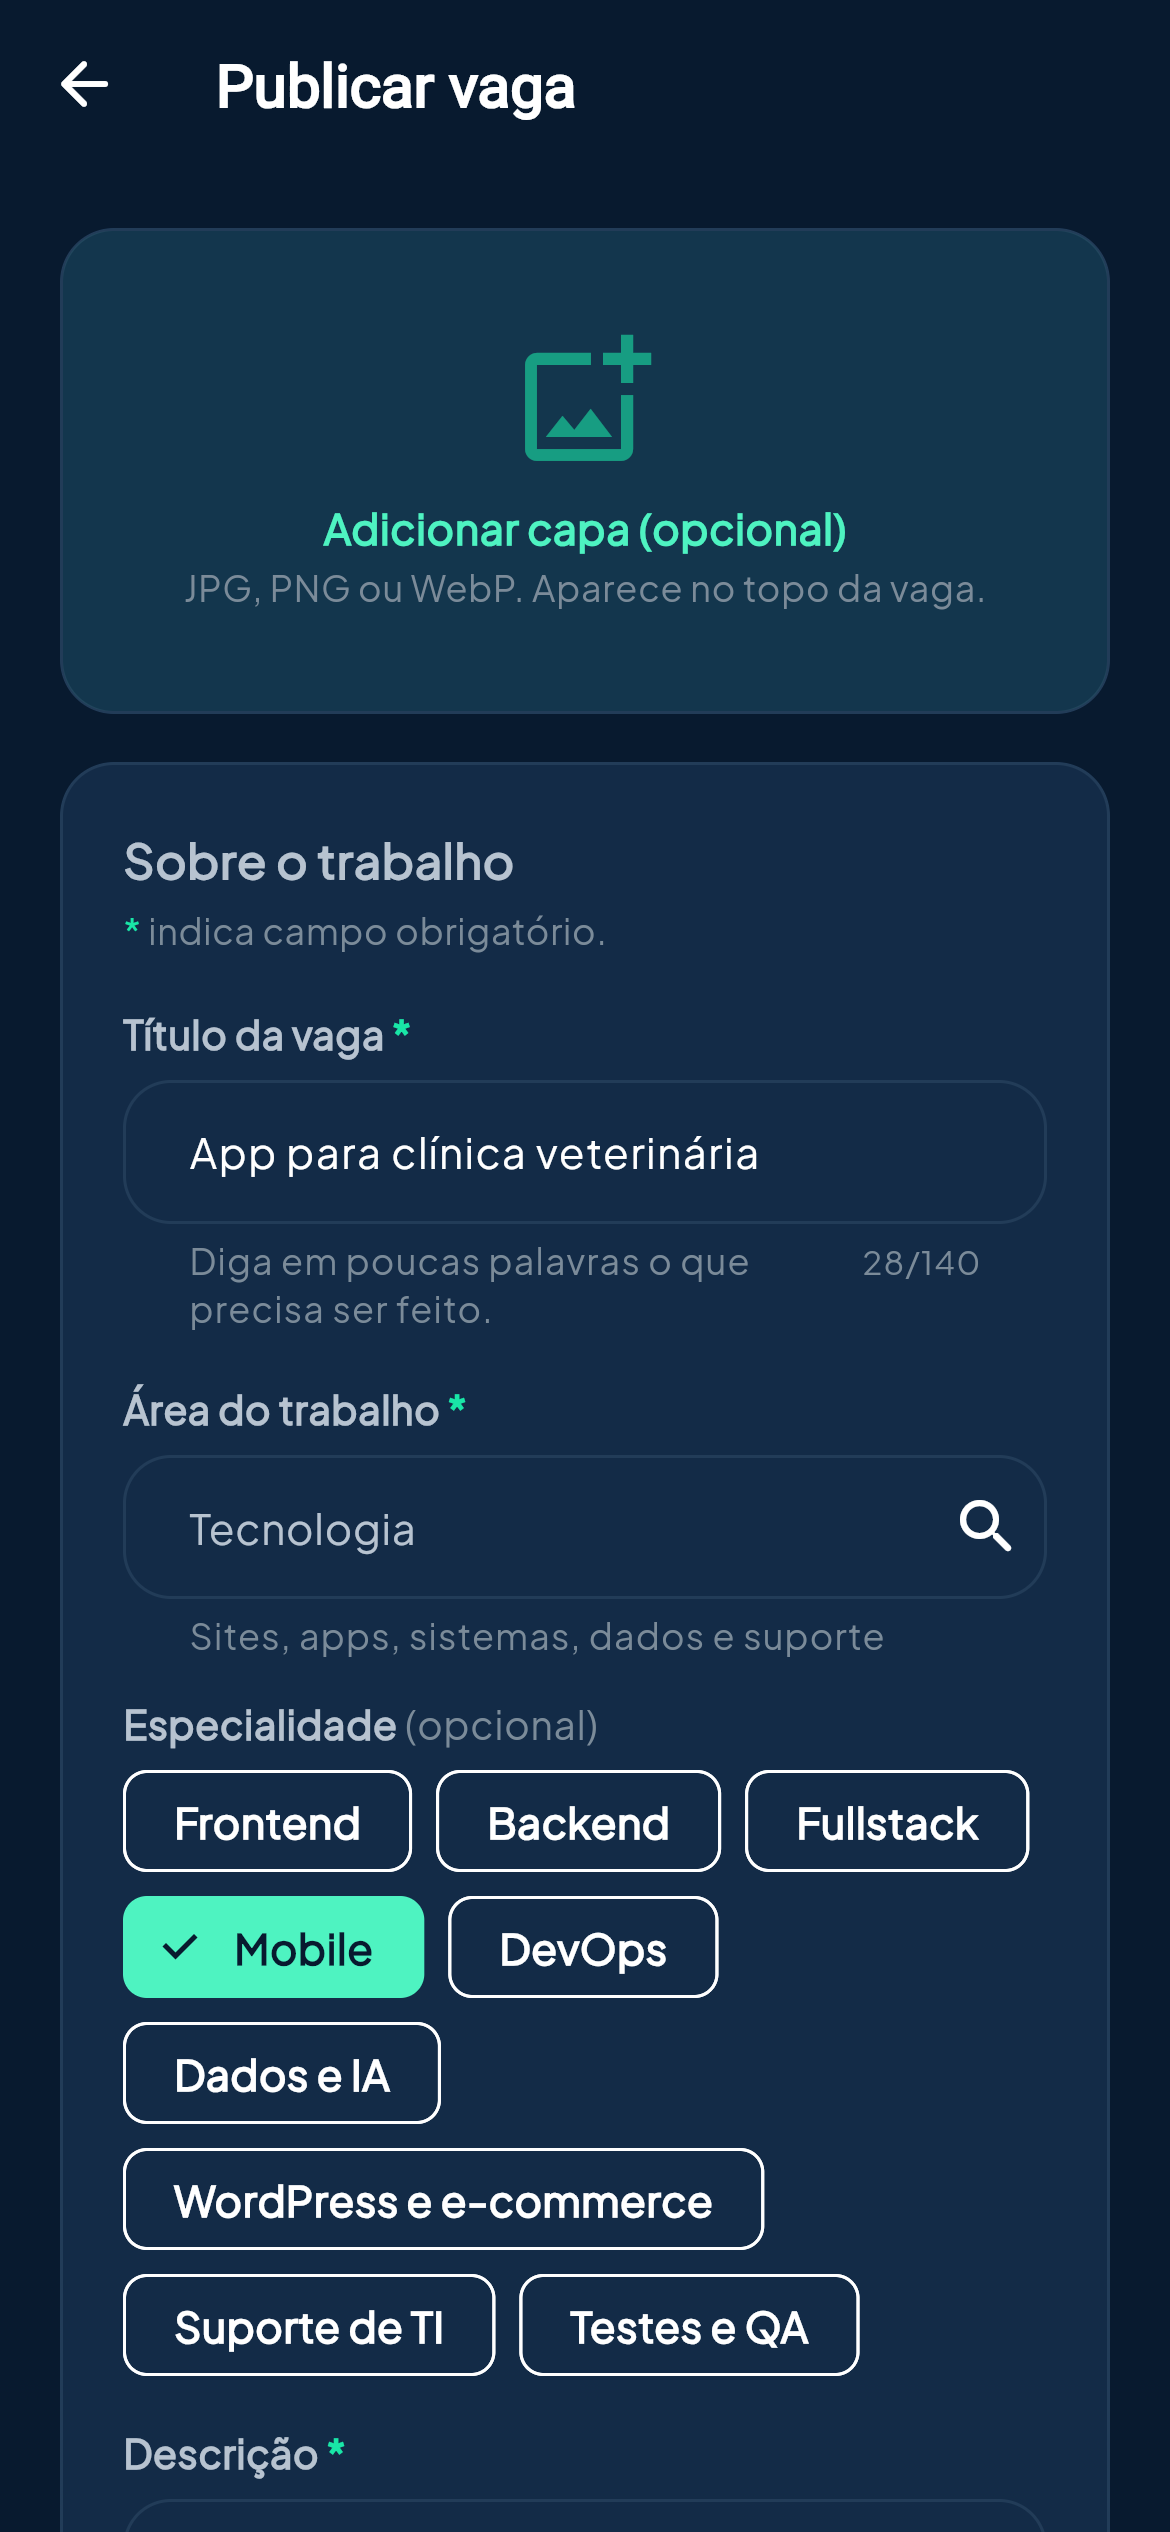 Publicar vaga
Adicionar capa (opcional)
JPG, PNG ou WebP. Aparece no topo da vaga.
Sobre o trabalho
* indica campo obrigatório.
Título da vaga *
App para clínica veterinária
Diga em poucas palavras o que 28/140
precisa ser feito.
Área do trabalho *
Tecnologia
Sites, apps, sistemas, dados e suporte
Especialidade (opcional)
Frontend Backend Fullstack
Mobile DevOps
Dados e IA
WordPress e e-commerce
Suporte de TI Testes e QA
Descrição *